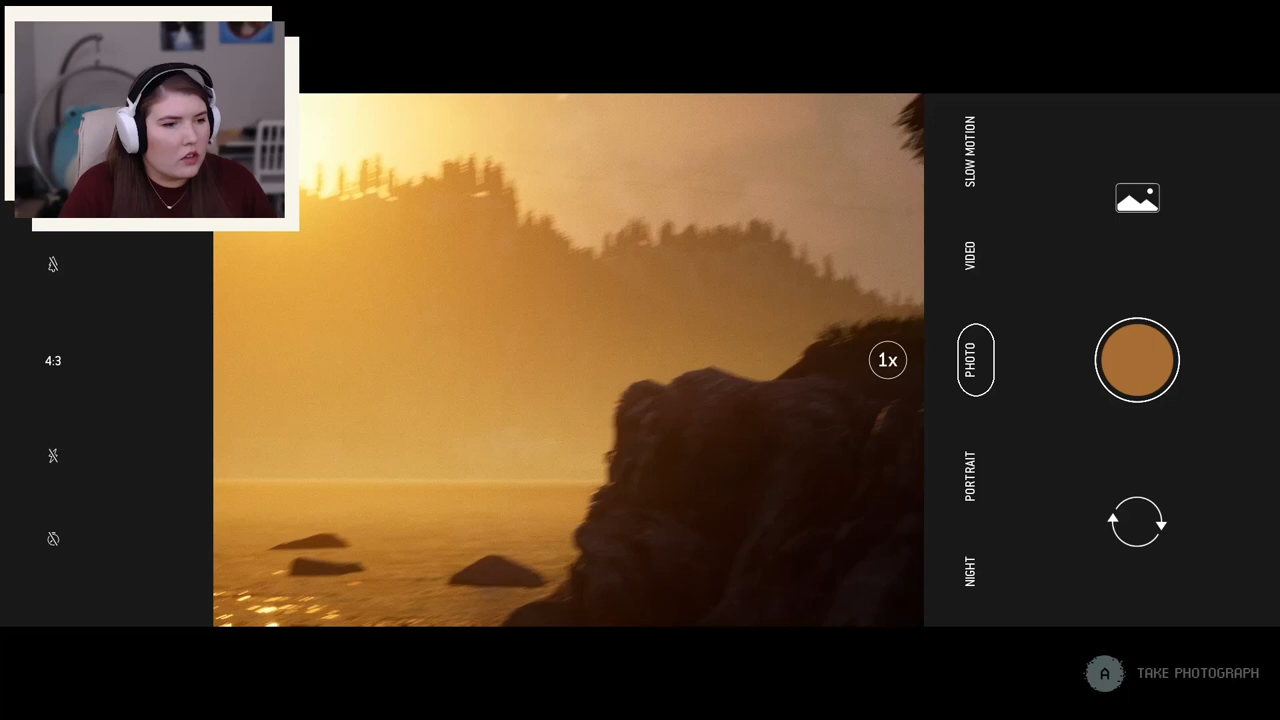 SLOW MOTION
VIDEO
4:3
1x
PHOTO
PORTRAIT
NIGHT
A TAKE PHOTOGRAPH